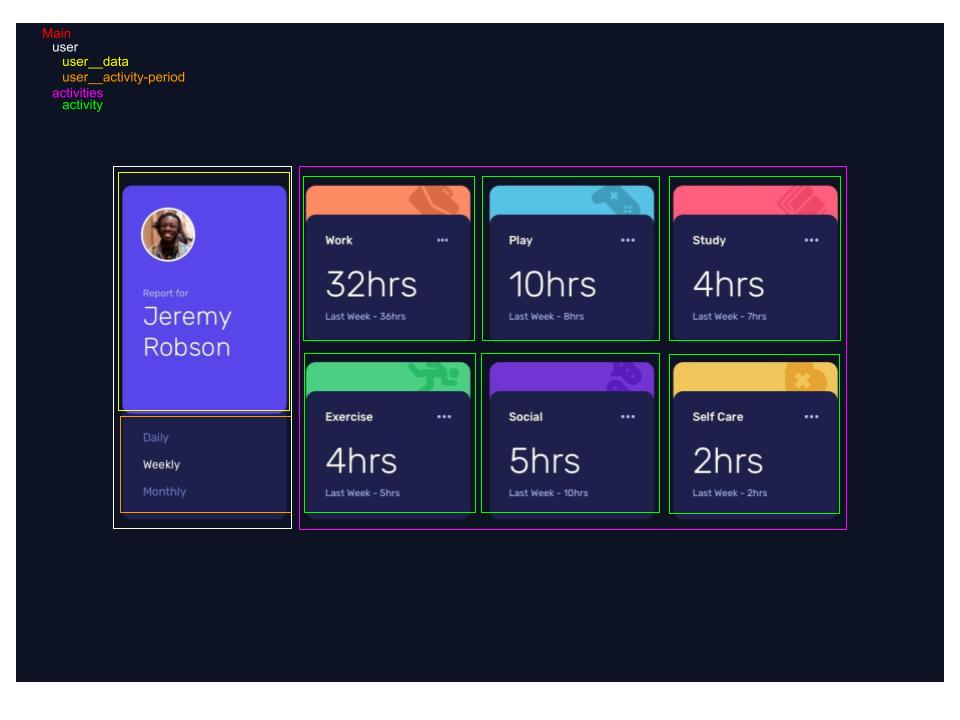 Main
user
user__data
user__activity-period
activities
activity
Report for
Jeremy
Robson
Daily
Weekly
Monthly
Work
32hrs
Last Week - 36hrs
Play
10hrs
Last Week - 8hrs
Study
4hrs
Last Week - 7hrs
Exercise
4hrs
Last Week - 5hrs
Social
5hrs
Last Week - 10hrs
Self Care
2hrs
Last Week - 2hrs